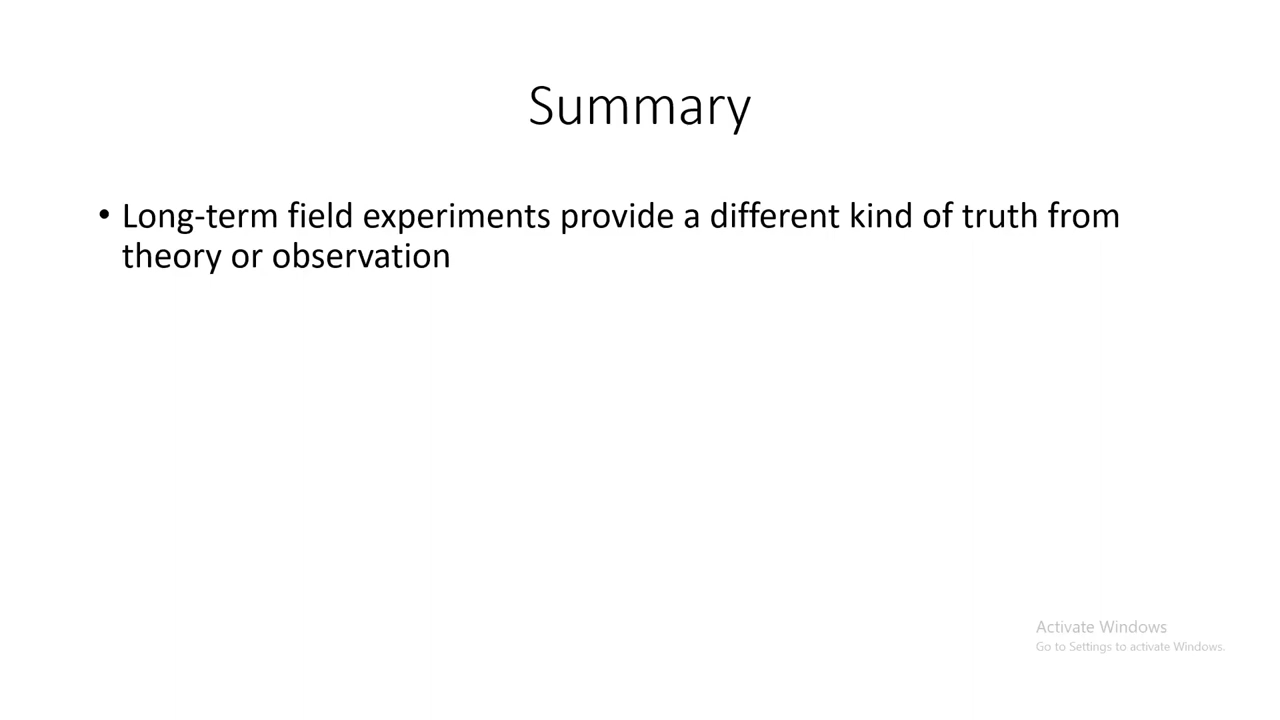 Summary
• Long-term field experiments provide a different kind of truth from
theory or observation
Activate Windows
Go to Settings to activate Windows.